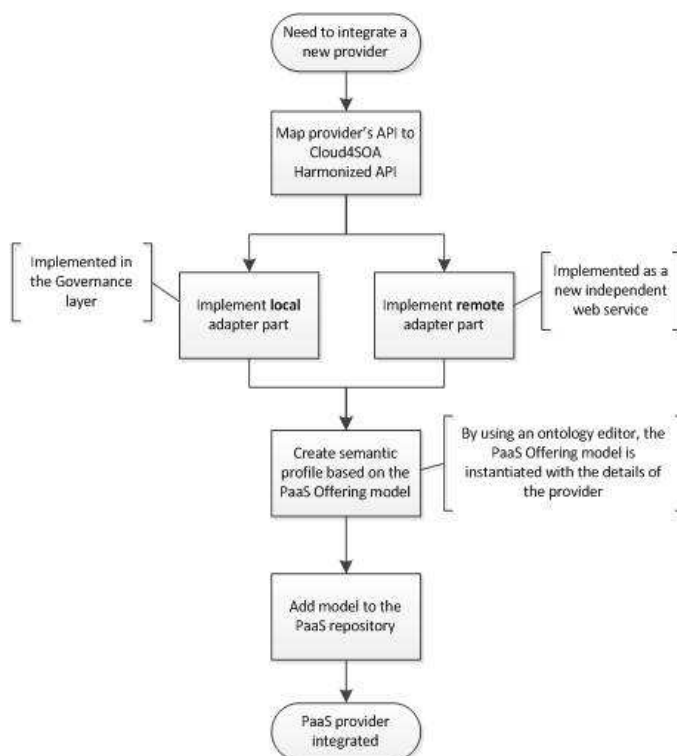 Need to integrate a
new provider
Map provider's API to
Cloud4SOA
Harmonized API
Implemented in
the Governance
layer
Implement local
adapter part
Implement remote
adapter part
Implemented as a
new independent
web service
Create semantic
profile based on the
PaaS Offering model
By using an ontology editor, the
PaaS Offering model is
instantiated with the details of
the provider
Add model to the
PaaS repository
PaaS provider
integrated